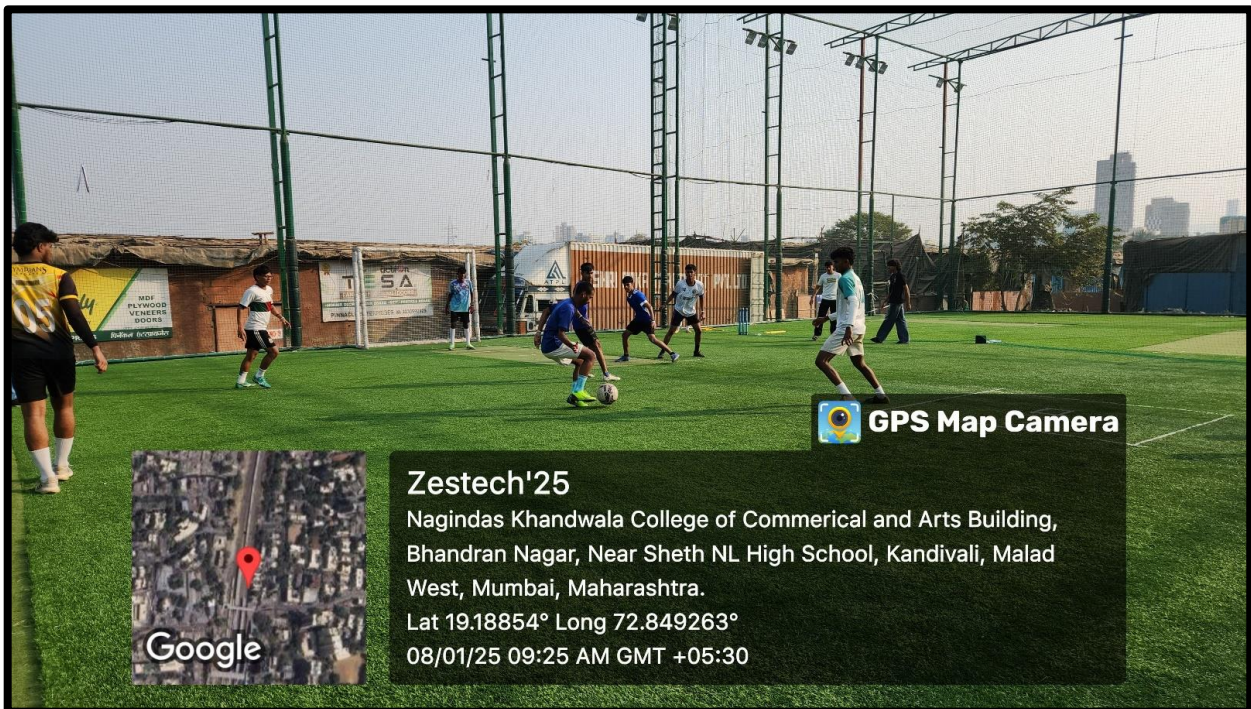 05
MDF
PLYWOOD
VENEERS
DOORS
GPS Map Camera
Zestech'25
Nagindas Khandwala College of Commerical and Arts Building,
Bhandran Nagar, Near Sheth NL High School, Kandivali, Malad
West, Mumbai, Maharashtra.
Lat 19.18854° Long 72.849263°
08/01/25 09:25 AM GMT +05:30
Google